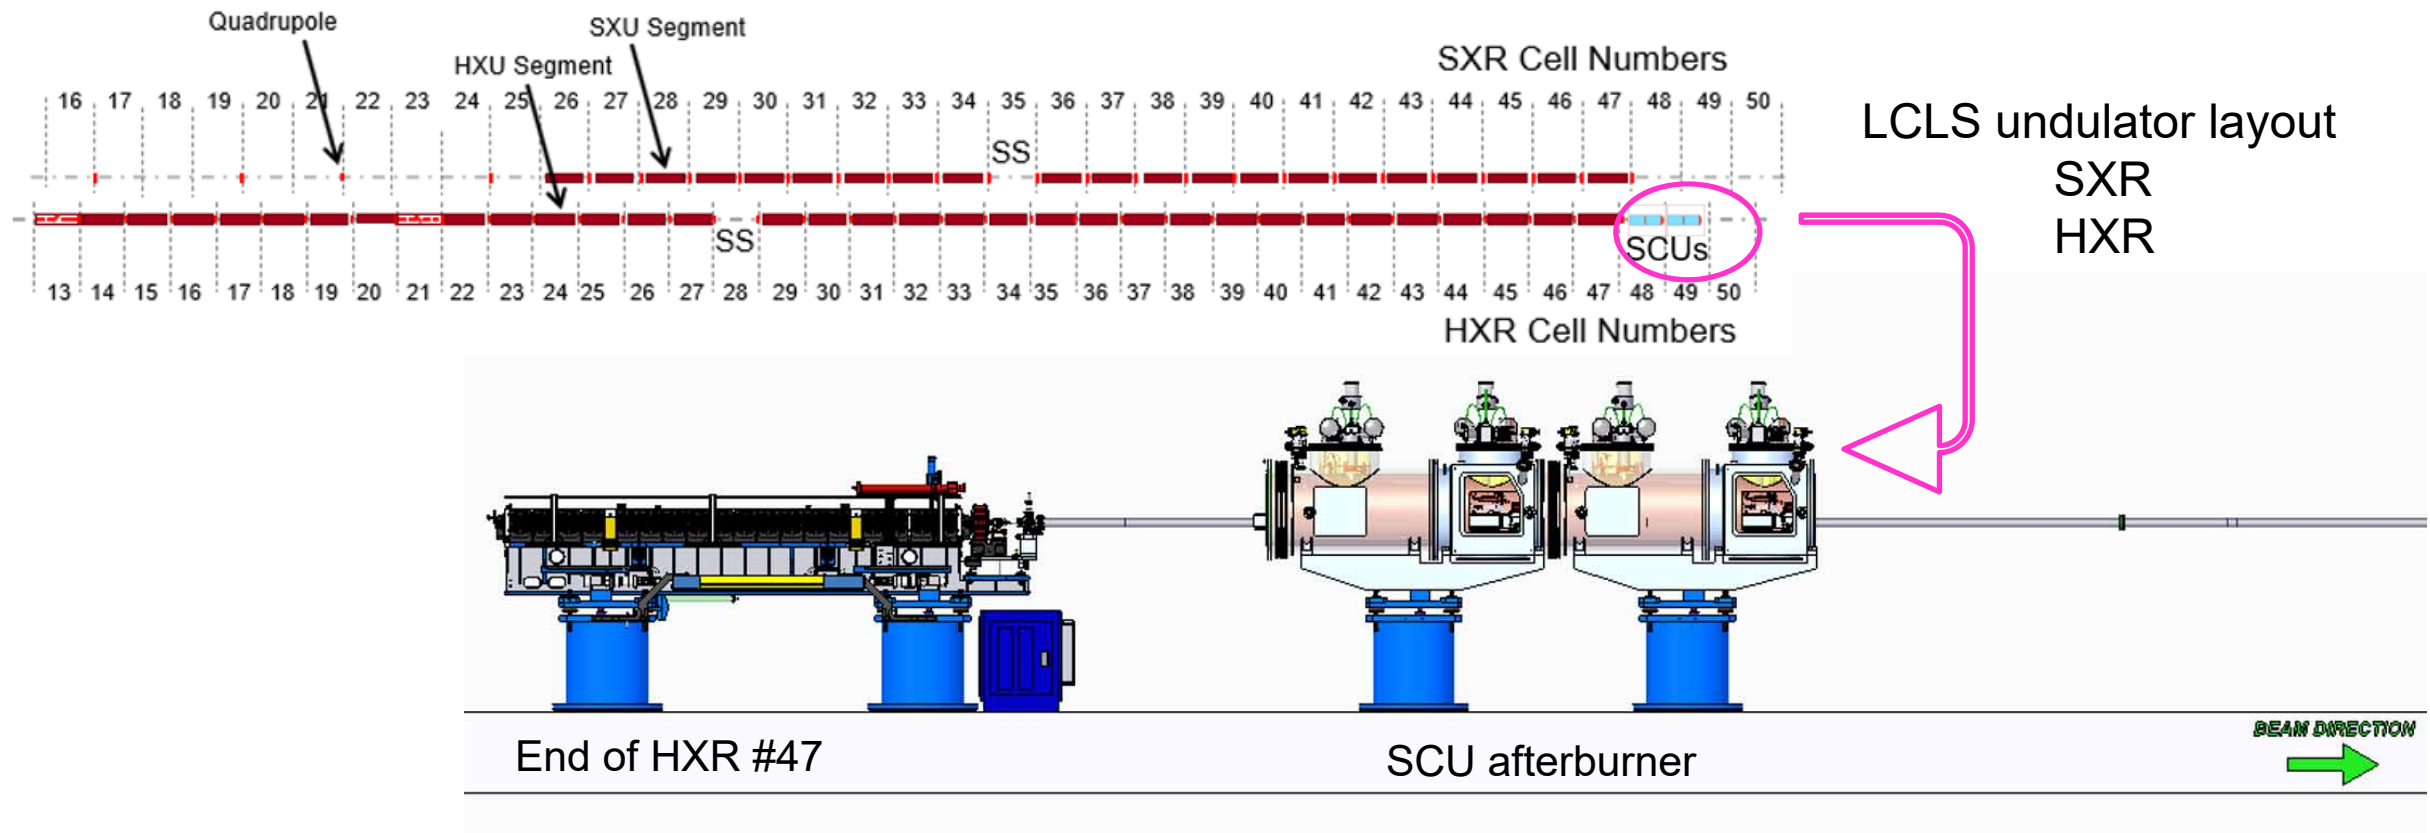 Quadrupole
SXU Segment
HXU Segment
SXR Cell Numbers
16 17 18 19 20 21 22 23 24 25 26 27 28 29 30 31 32 33 34 35 36 37 38 39 40 41 42 43 44 45 46 47 48 49 50
SS
SS
SCUs
13 14 15 16 17 18 19 20 21 22 23 24 25 26 27 28 29 30 31 32 33 34 35 36 37 38 39 40 41 42 43 44 45 46 47 48 49 50
HXR Cell Numbers
LCLS undulator layout
SXR
HXR
BEAM DIRECTION
End of HXR #47
SCU afterburner